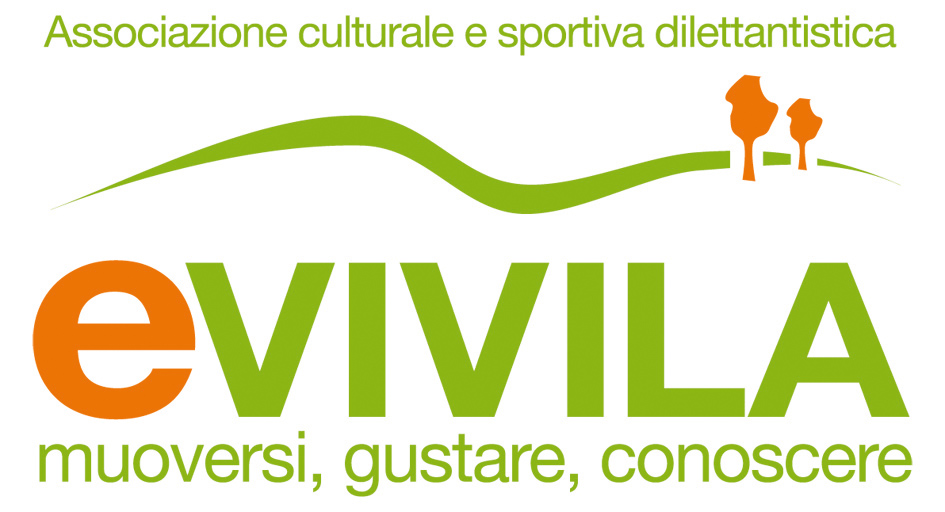 Associazione culturale e sportiva dilettantistica
eVIVILA
muoversi, gustare, conoscere